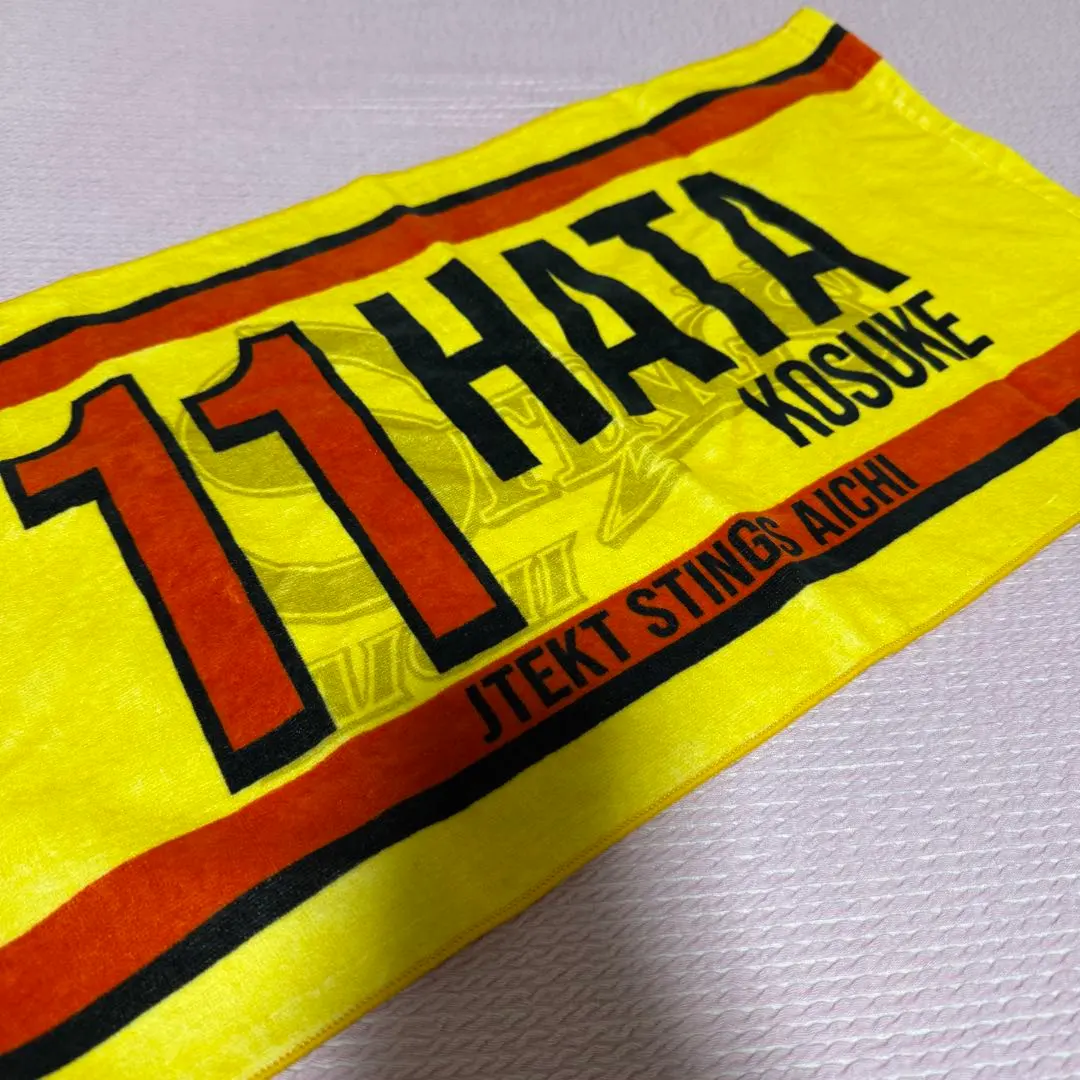 11
HATA
KOSUKE
JTEKT STINGS AICHI